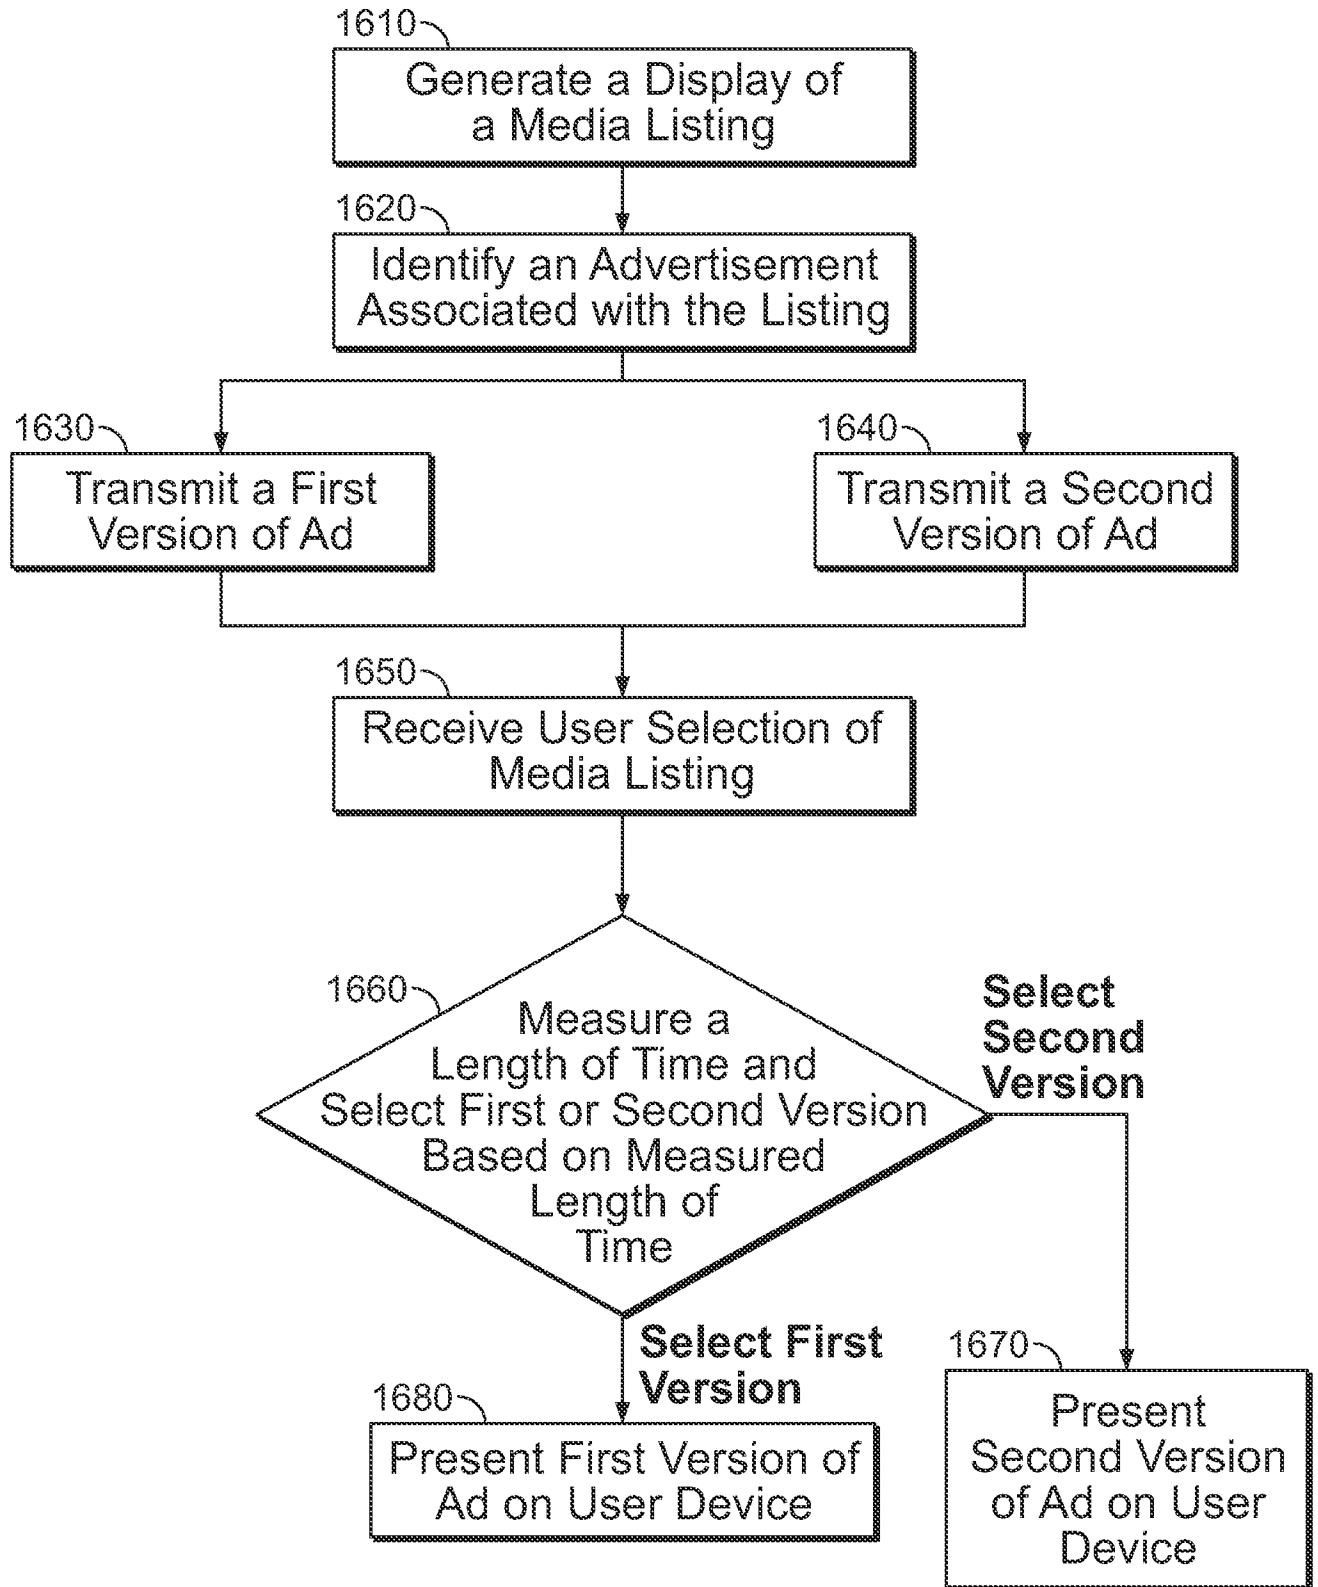 1610
Generate a Display of
a Media Listing
1620
Identify an Advertisement
Associated with the Listing
1630
Transmit a First
Version of Ad
1640
Transmit a Second
Version of Ad
1650
Receive User Selection of
Media Listing
1660
Measure a
Length of Time and
Select First or Second Version
Based on Measured
Length of
Time
Select
Second
Version
Select First
Version
1680
Present First Version of
Ad on User Device
1670
Present
Second Version
of Ad on User
Device